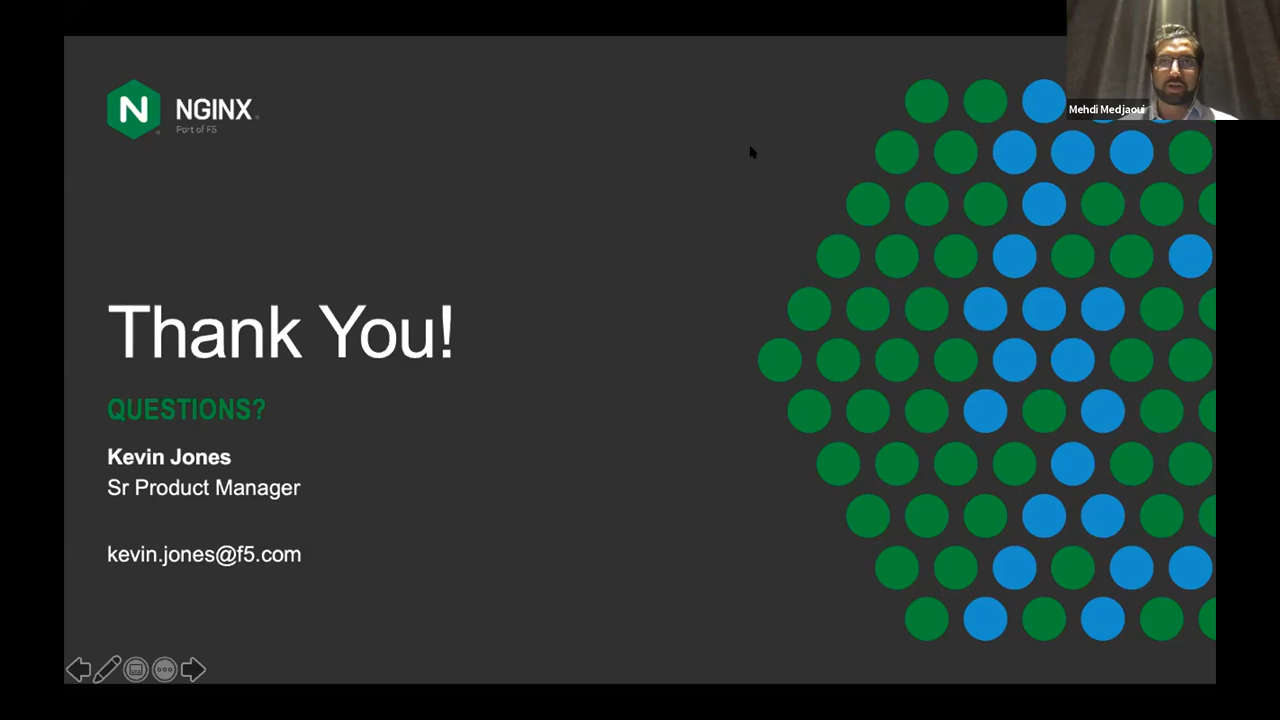 N NGINX
Part of F5
Mehdi Medjaoui
Thank You!
QUESTIONS?
Kevin Jones
Sr Product Manager
kevin.jones@f5.com